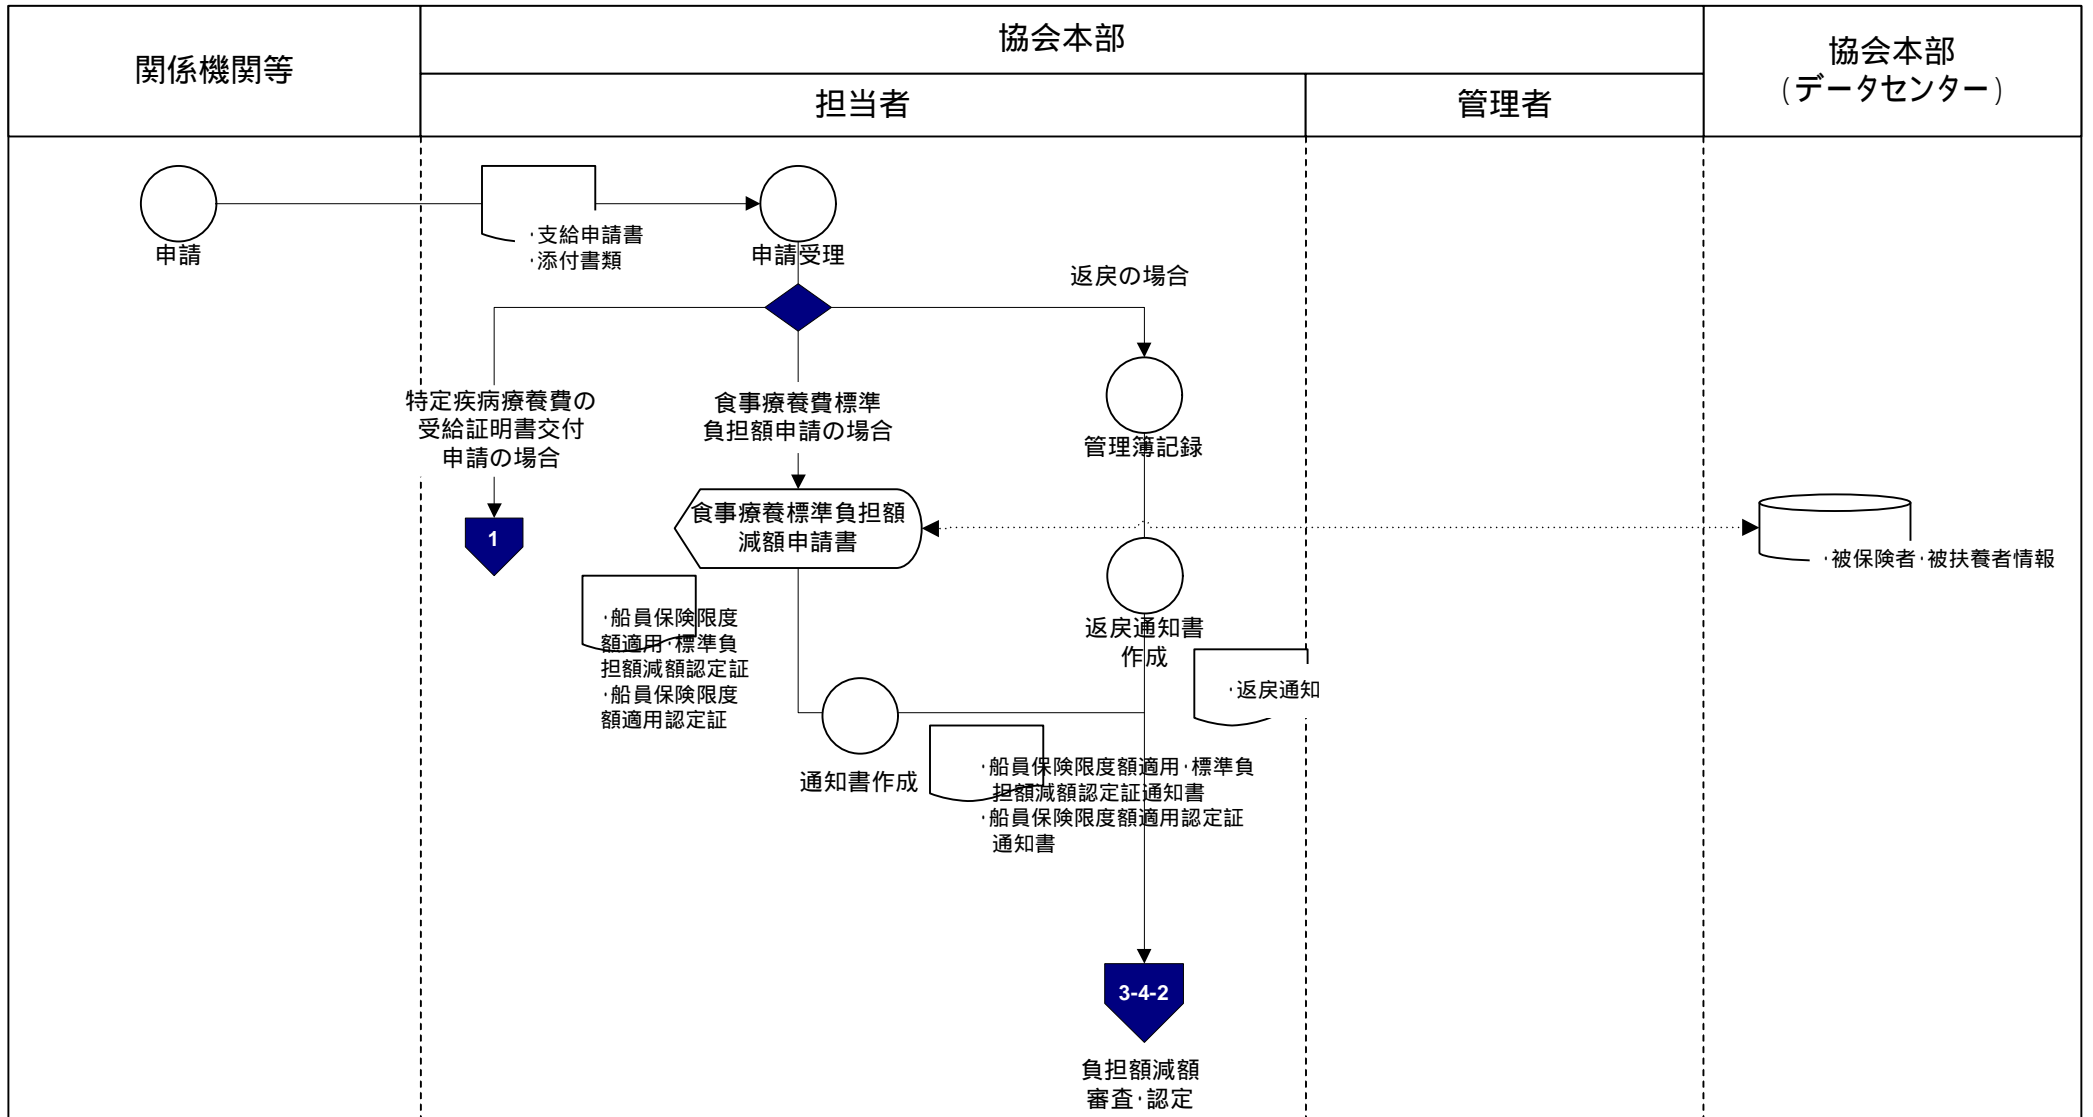 関係機関等
協会本部
担当者
管理者
協会本部
(データセンター)
申請
･支給申請書
･添付書類
申請受理
返戻の場合
特定疾病療養費の
受給証明書交付
申請の場合
食事療養費標準
負担額申請の場合
管理簿記録
1
食事療養標準負担額
減額申請書
･被保険者･被扶養者情報
･船員保険限度
額適用･標準負
担額減額認定証
･船員保険限度
額適用認定証
返戻通知書
作成
･返戻通知
通知書作成
･船員保険限度額適用･標準負
担額減額認定証通知書
･船員保険限度額適用認定証
通知書
3-4-2
負担額減額
審査･認定